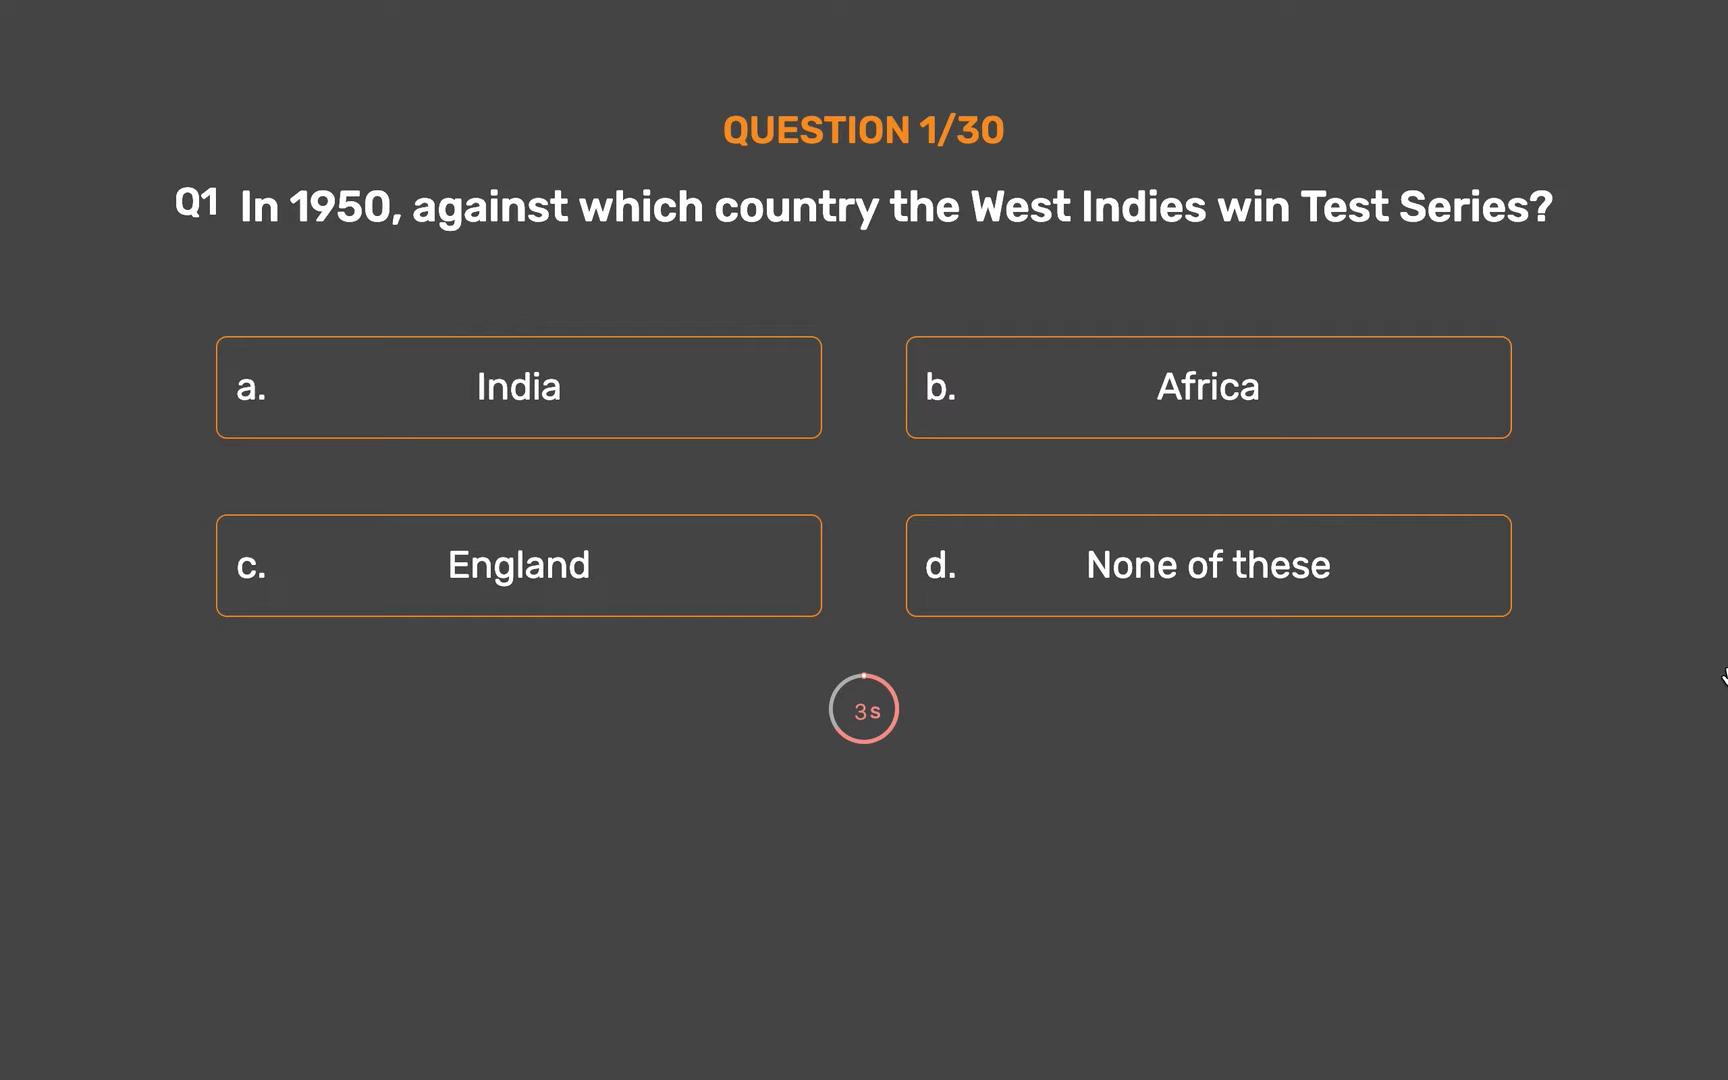 QUESTION 1/30
Q1 In 1950, against which country the West Indies win Test Series?
a. India
b. Africa
c. England
d. None of these
3s